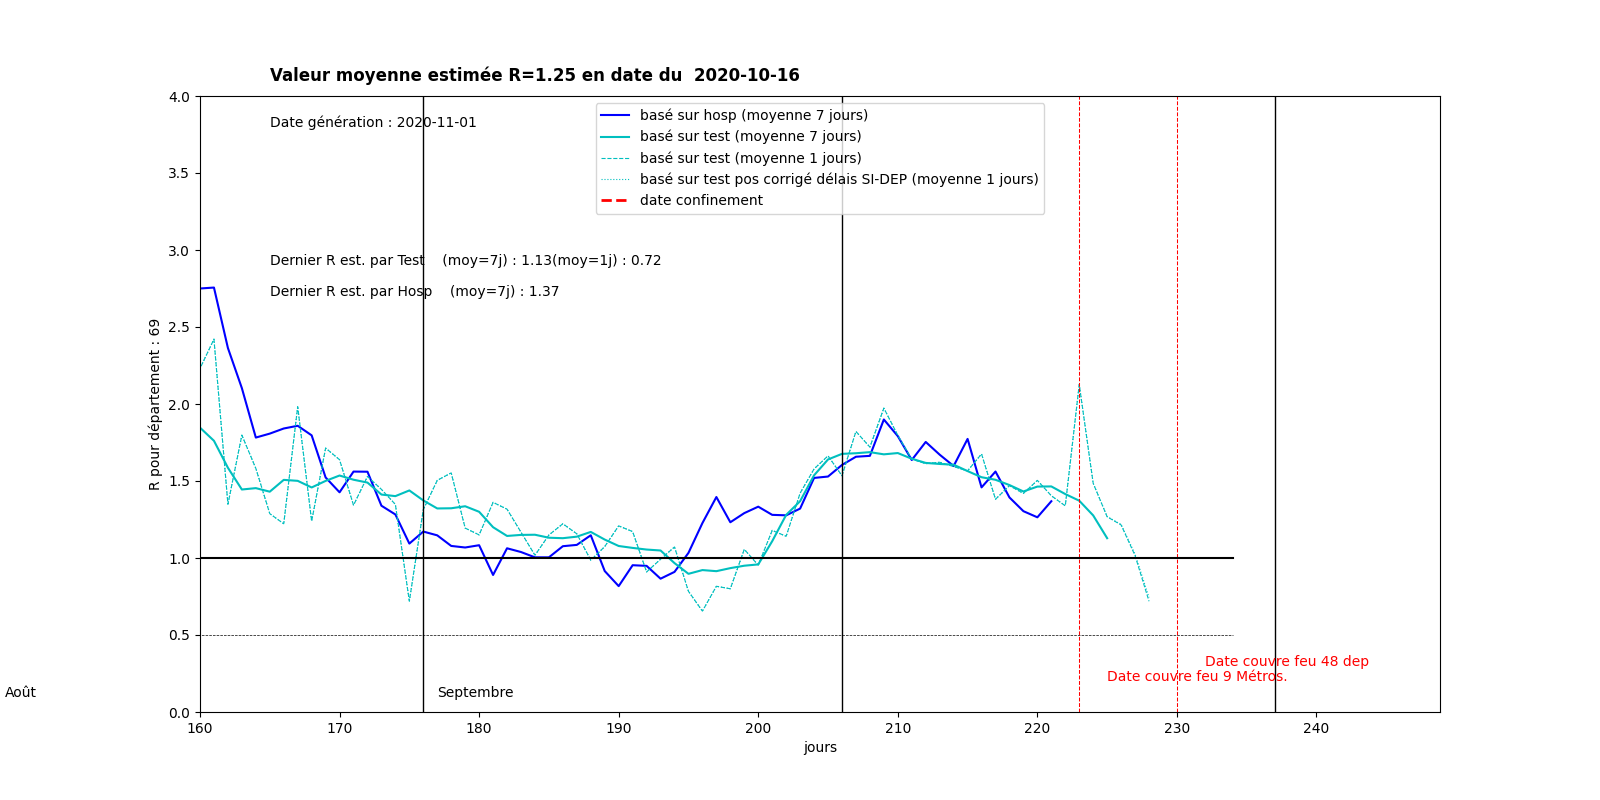 Valeur moyenne estimée R=1.25 en date du  2020-10-16
Date génération : 2020-11-01
basé sur hosp (moyenne 7 jours)
basé sur test (moyenne 7 jours)
basé sur test (moyenne 1 jours)
basé sur test pos corrigé délais SI-DEP (moyenne 1 jours)
date confinement
Dernier R est. par Test    (moy=7j) : 1.13(moy=1j) : 0.72
Dernier R est. par Hosp    (moy=7j) : 1.37
R pour département : 69
4.0
3.5
3.0
2.5
2.0
1.5
1.0
0.5
0.0
Date couvre feu 48 dep
Date couvre feu 9 Métros.
Août
Septembre
160 170 180 190 200 210 220 230 240
jours